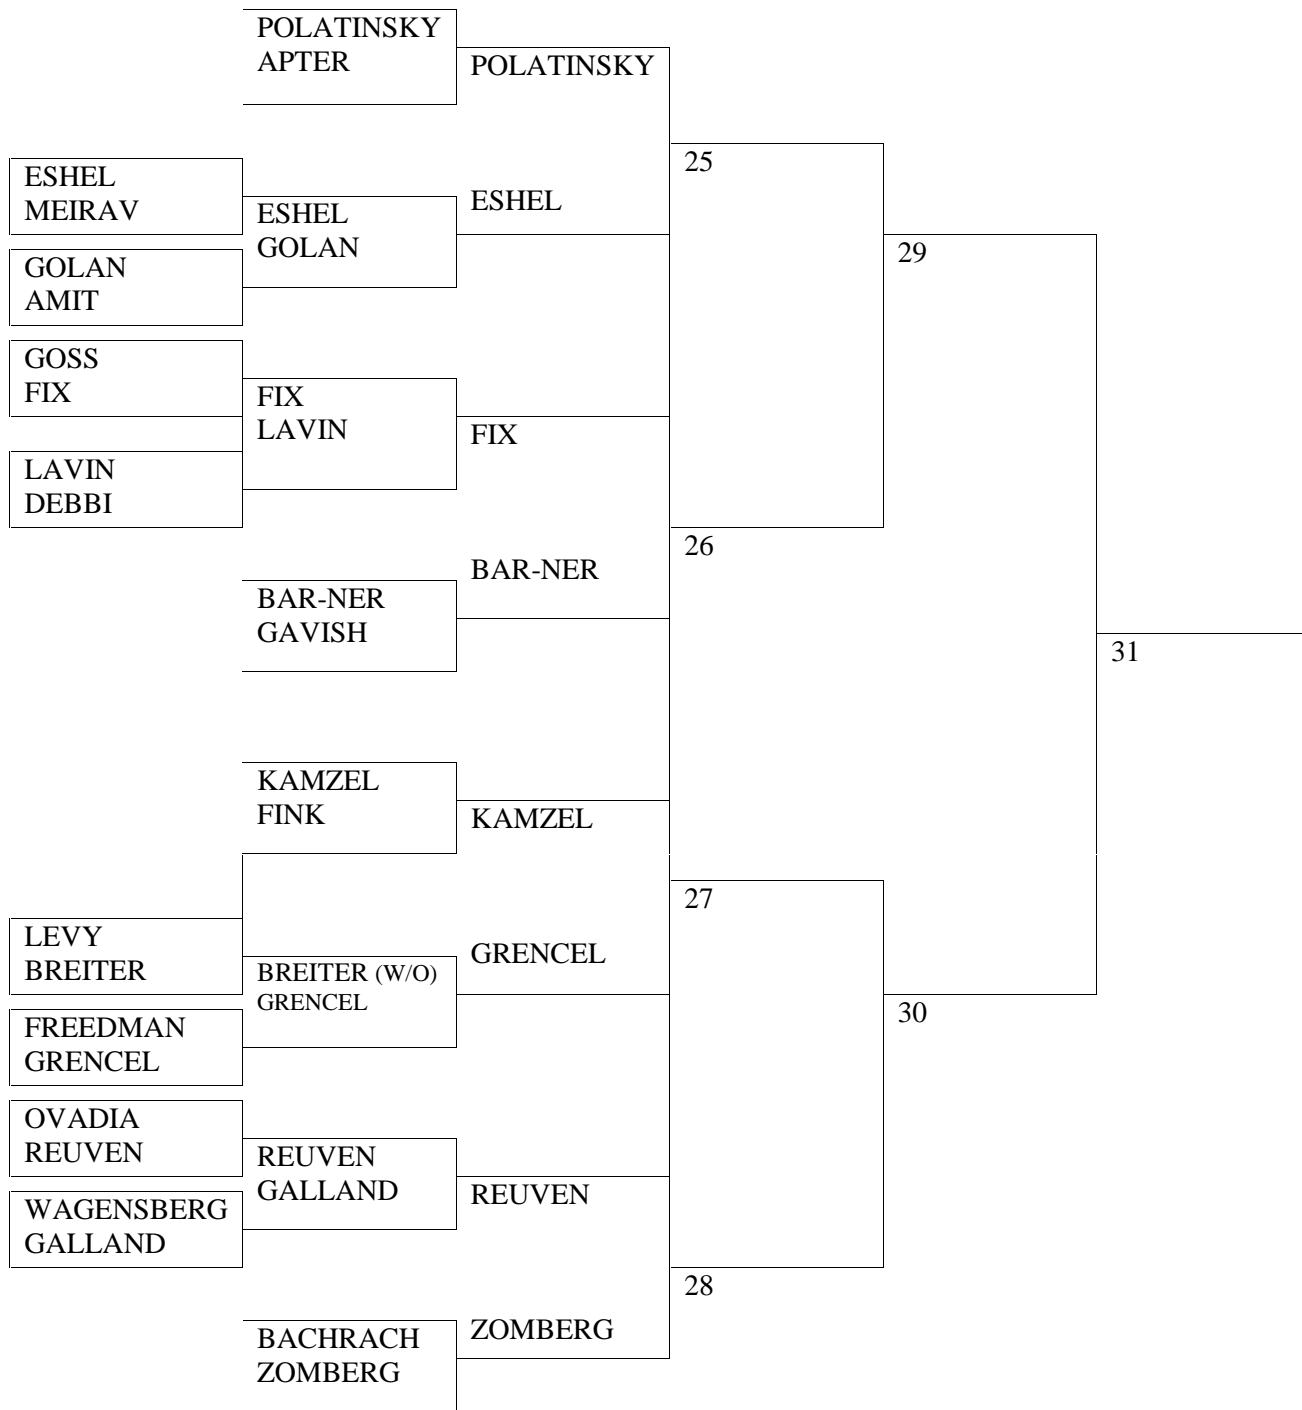 POLATINSKY
APTER
POLATINSKY
25
ESHEL
MEIRAV
ESHEL
GOLAN
ESHEL
29
GOLAN
AMIT
GOSS
FIX
FIX
LAVIN
FIX
LAVIN
DEBBI
26
BAR-NER
BAR-NER
GAVISH
31
KAMZEL
FINK
KAMZEL
27
LEVY
BREITER
BREITER (W/O)
GRENCEL
GRENCEL
30
FREEDMAN
GRENCEL
OVADIA
REUVEN
REUVEN
GALLAND
REUVEN
WAGENSBERG
GALLAND
28
BACHRACH
ZOMBERG
ZOMBERG